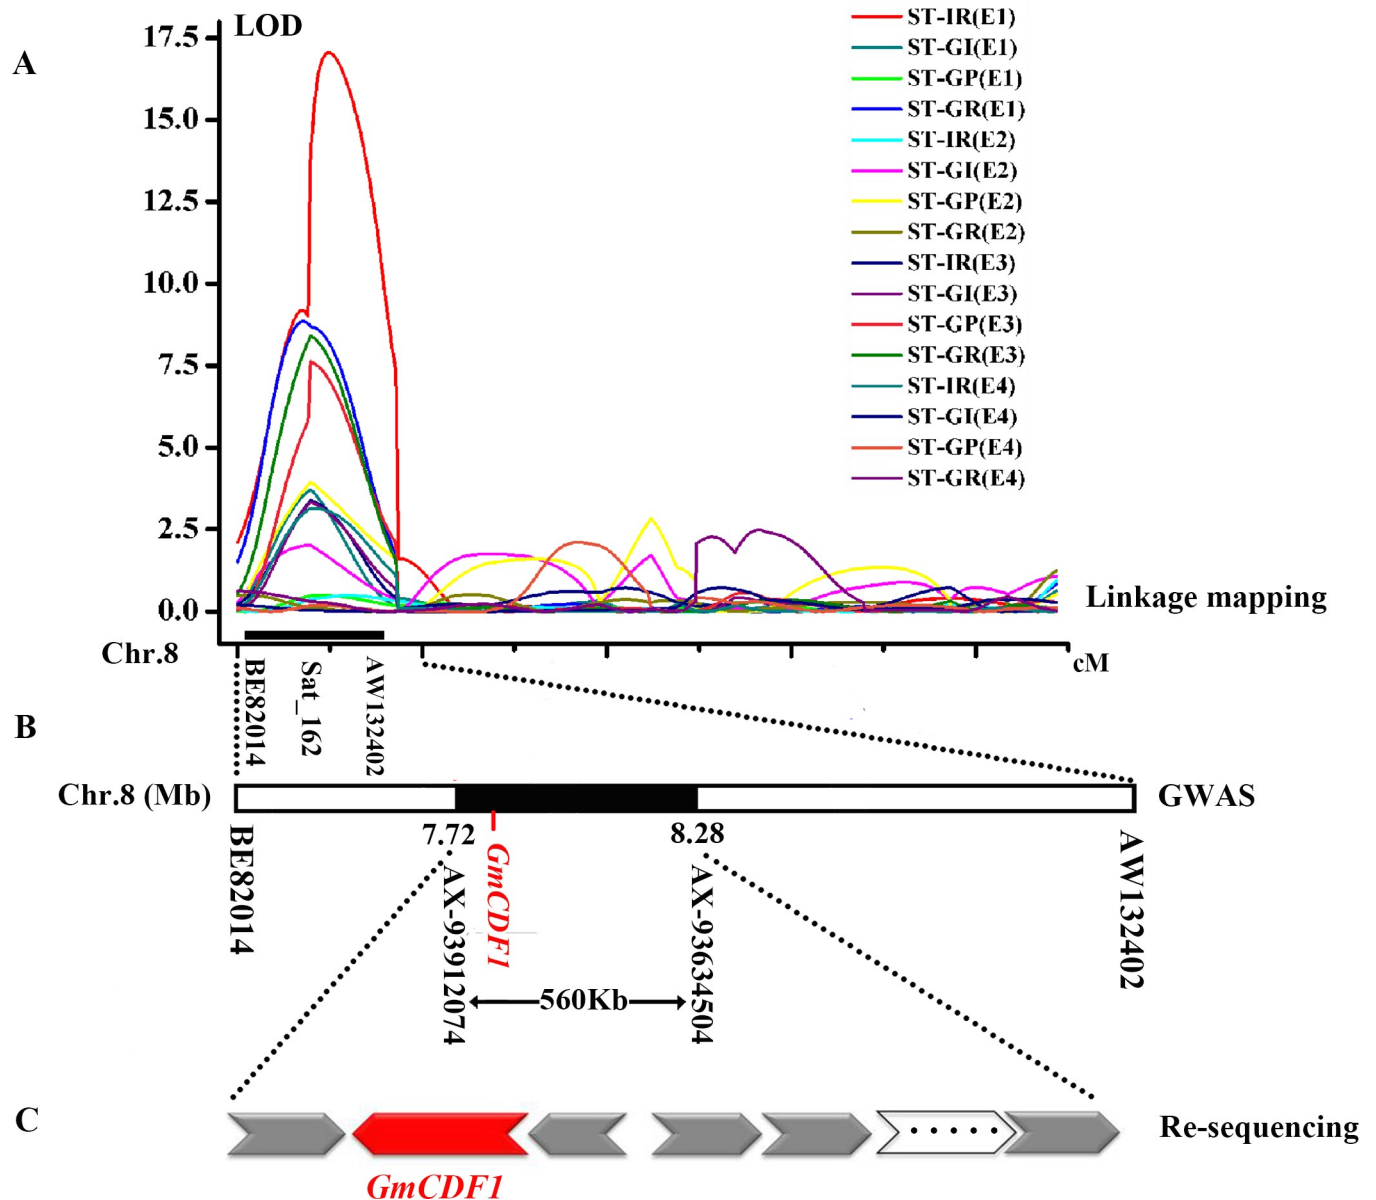 A
LOD
17.5
15.0
12.5
10.0
7.5
5.0
2.5
0.0
ST-IR(E1)
ST-GI(E1)
ST-GP(E1)
ST-GR(E1)
ST-IR(E2)
ST-GI(E2)
ST-GP(E2)
ST-GR(E2)
ST-IR(E3)
ST-GI(E3)
ST-GP(E3)
ST-GR(E3)
ST-IR(E4)
ST-GI(E4)
ST-GP(E4)
ST-GR(E4)
Linkage mapping
Chr.8
cM
BE82014
Sat_162
AW132402
B
Chr.8 (Mb)
GWAS
7.72
8.28
BE82014
AX-93912074
GmCDF1
AX-93634504
AW132402
560Kb
C
Re-sequencing
GmCDF1